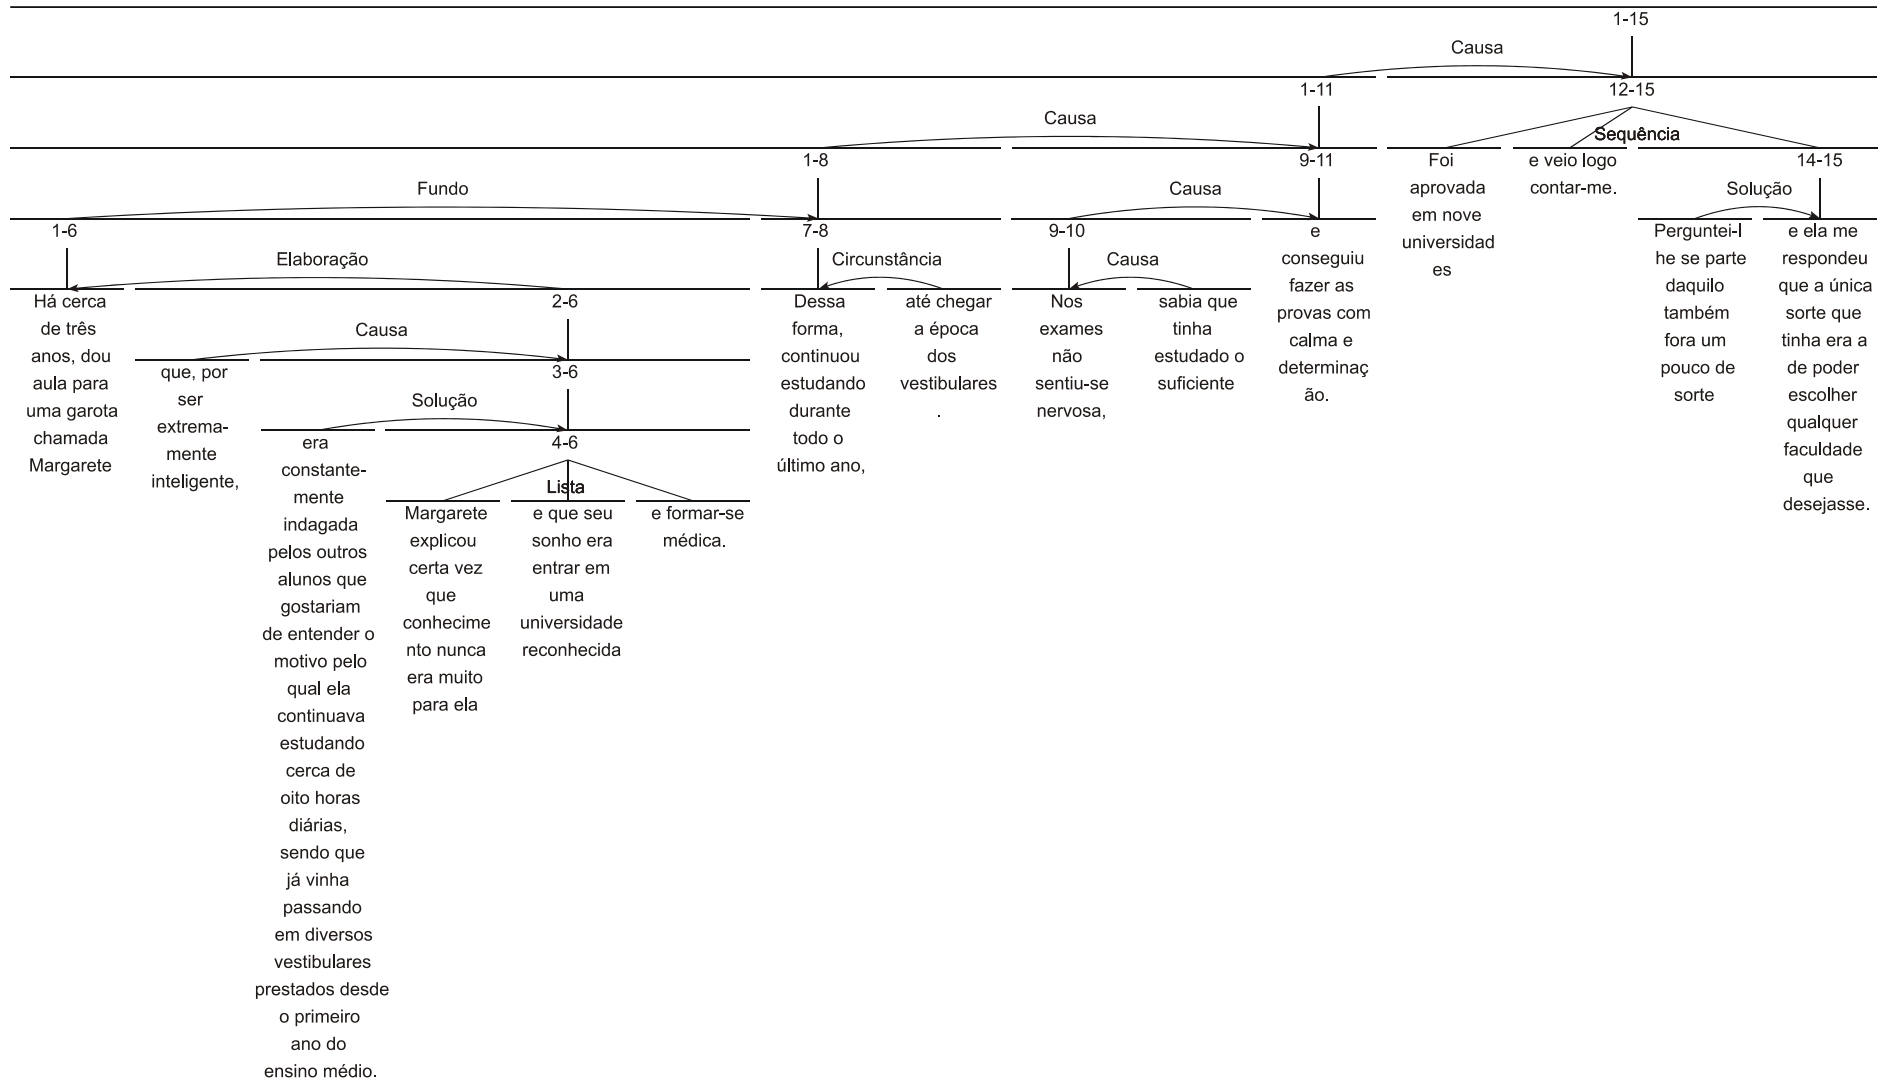 1-15
Causa
1-11
12-15
Causa
Sequência
1-8
9-11
Foi
aprovada
em nove
universidad
es
e veio logo
contar-me.
14-15
Fundo
Causa
Solução
1-6
7-8
9-10
e
conseguiu
fazer as
provas com
calma e
determinaç
ão.
Perguntei-l
he se parte
daquilo
também
fora um
pouco de
sorte
e ela me
respondeu
que a única
sorte que
tinha era a
de poder
escolher
qualquer
faculdade
que
desejasse.
Elaboração
Circunstância
Causa
Há cerca
de três
anos, dou
aula para
uma garota
chamada
Margarete
2-6
Dessa
forma,
continuou
estudando
durante
todo o
último ano,
até chegar
a época
dos
vestibulares
.
Nos
exames
não
sentiu-se
nervosa,
sabia que
tinha
estudado o
suficiente
Causa
que, por
ser
extrema-
mente
inteligente,
3-6
Solução
era
constante-
mente
indagada
pelos outros
alunos que
gostariam
de entender o
motivo pelo
qual ela
continuava
estudando
cerca de
oito horas
diárias,
sendo que
já vinha
passando
em diversos
vestibulares
prestados desde
o primeiro
ano do
ensino médio.
4-6
Lista
Margarete
explicou
certa vez
que
conhecime
nto nunca
era muito
para ela
e que seu
sonho era
entrar em
uma
universidade
reconhecida
e formar-se
médica.